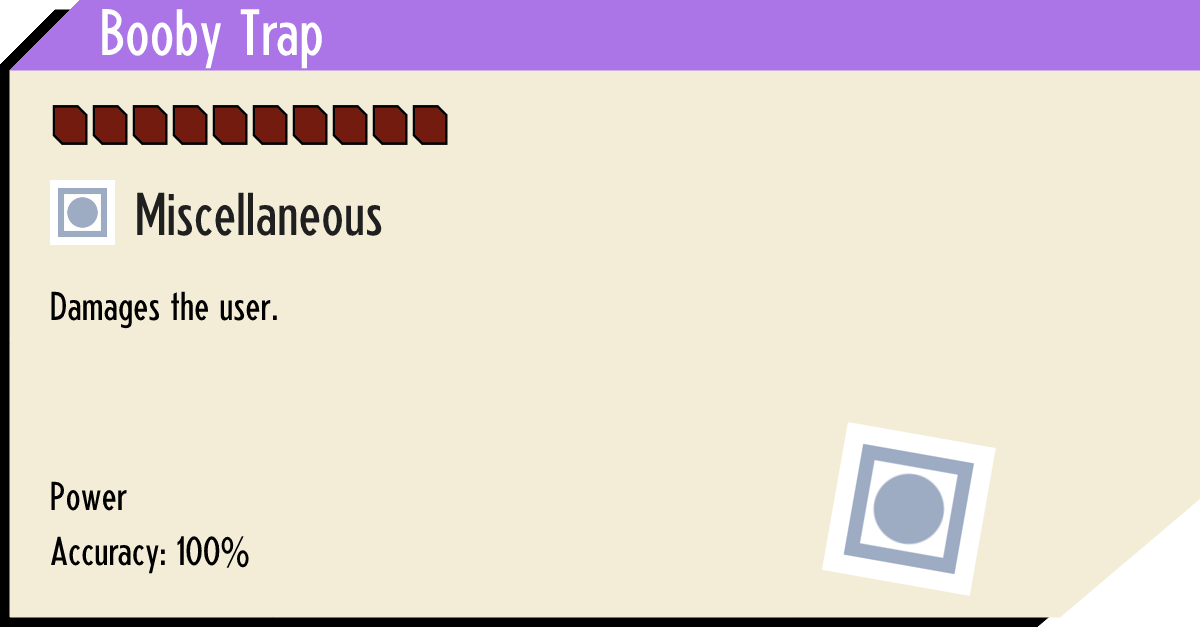 Booby Trap
Miscellaneous
Damages the user.
Power
Accuracy: 100%